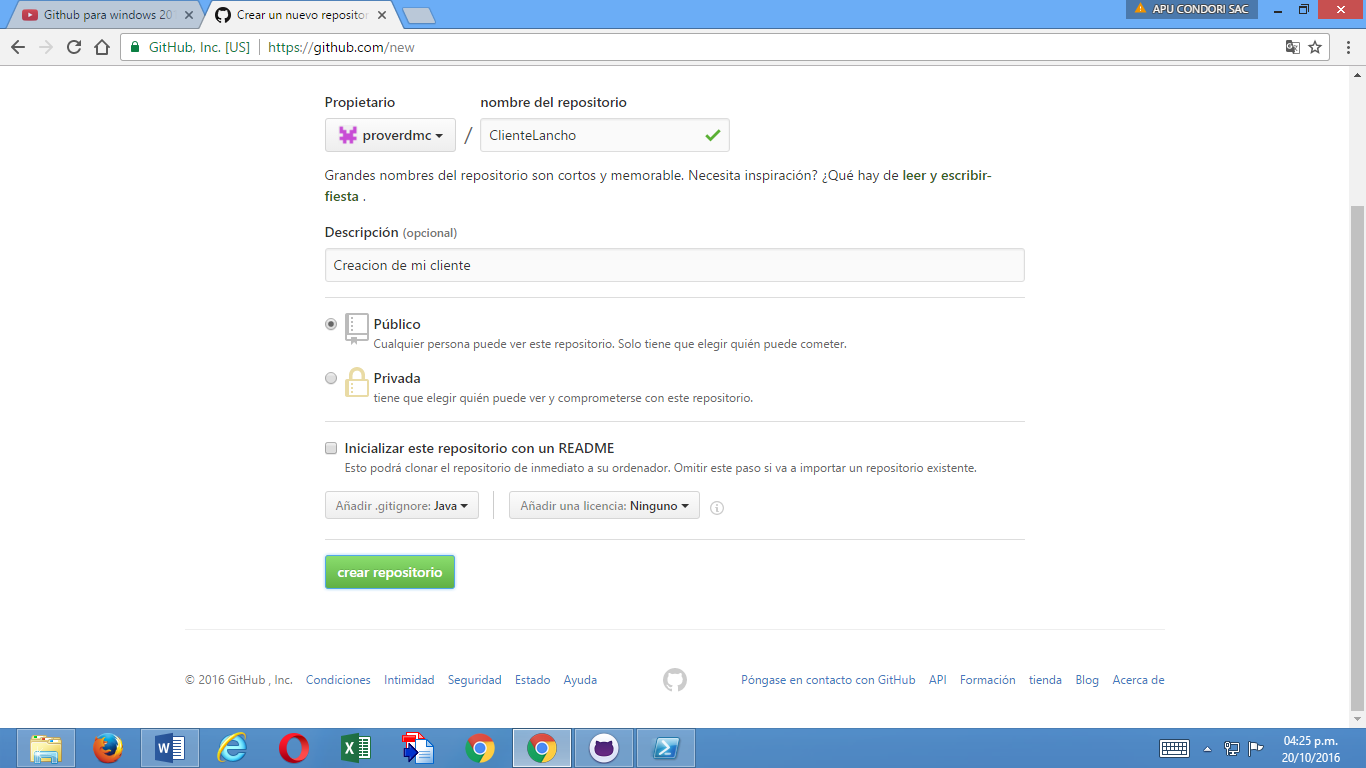 Github para windows 20
Crear un nuevo repositor
APU CONDORI SAC
GitHub, Inc. [US]
https://github.com/new
Propietario
nombre del repositorio
proverdmc
/
ClienteLancho
Grandes nombres del repositorio son cortos y memorable. Necesita inspiración? ¿Qué hay de leer y escribir-
fiesta .
Descripción (opcional)
Creacion de mi cliente
Público
Cualquier persona puede ver este repositorio. Solo tiene que elegir quién puede cometer.
Privada
tiene que elegir quién puede ver y comprometerse con este repositorio.
Inicializar este repositorio con un README
Esto podrá clonar el repositorio de inmediato a su ordenador. Omitir este paso si va a importar un repositorio existente.
Añadir .gitignore: Java
Añadir una licencia: Ninguno
crear repositorio
© 2016 GitHub , Inc. Condiciones Intimidad Seguridad Estado Ayuda
Póngase en contacto con GitHub API Formación tienda Blog Acerca de
04:25 p.m.
20/10/2016